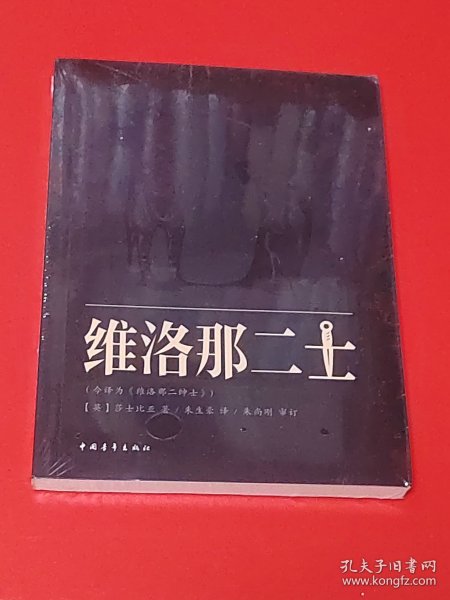 维洛那二士
(今译为《维洛那二绅士》)
【英】莎士比亚 著/朱生豪 译/朱尚刚 审订
中国青年出版社
孔夫子旧书网
www.kongfz.com